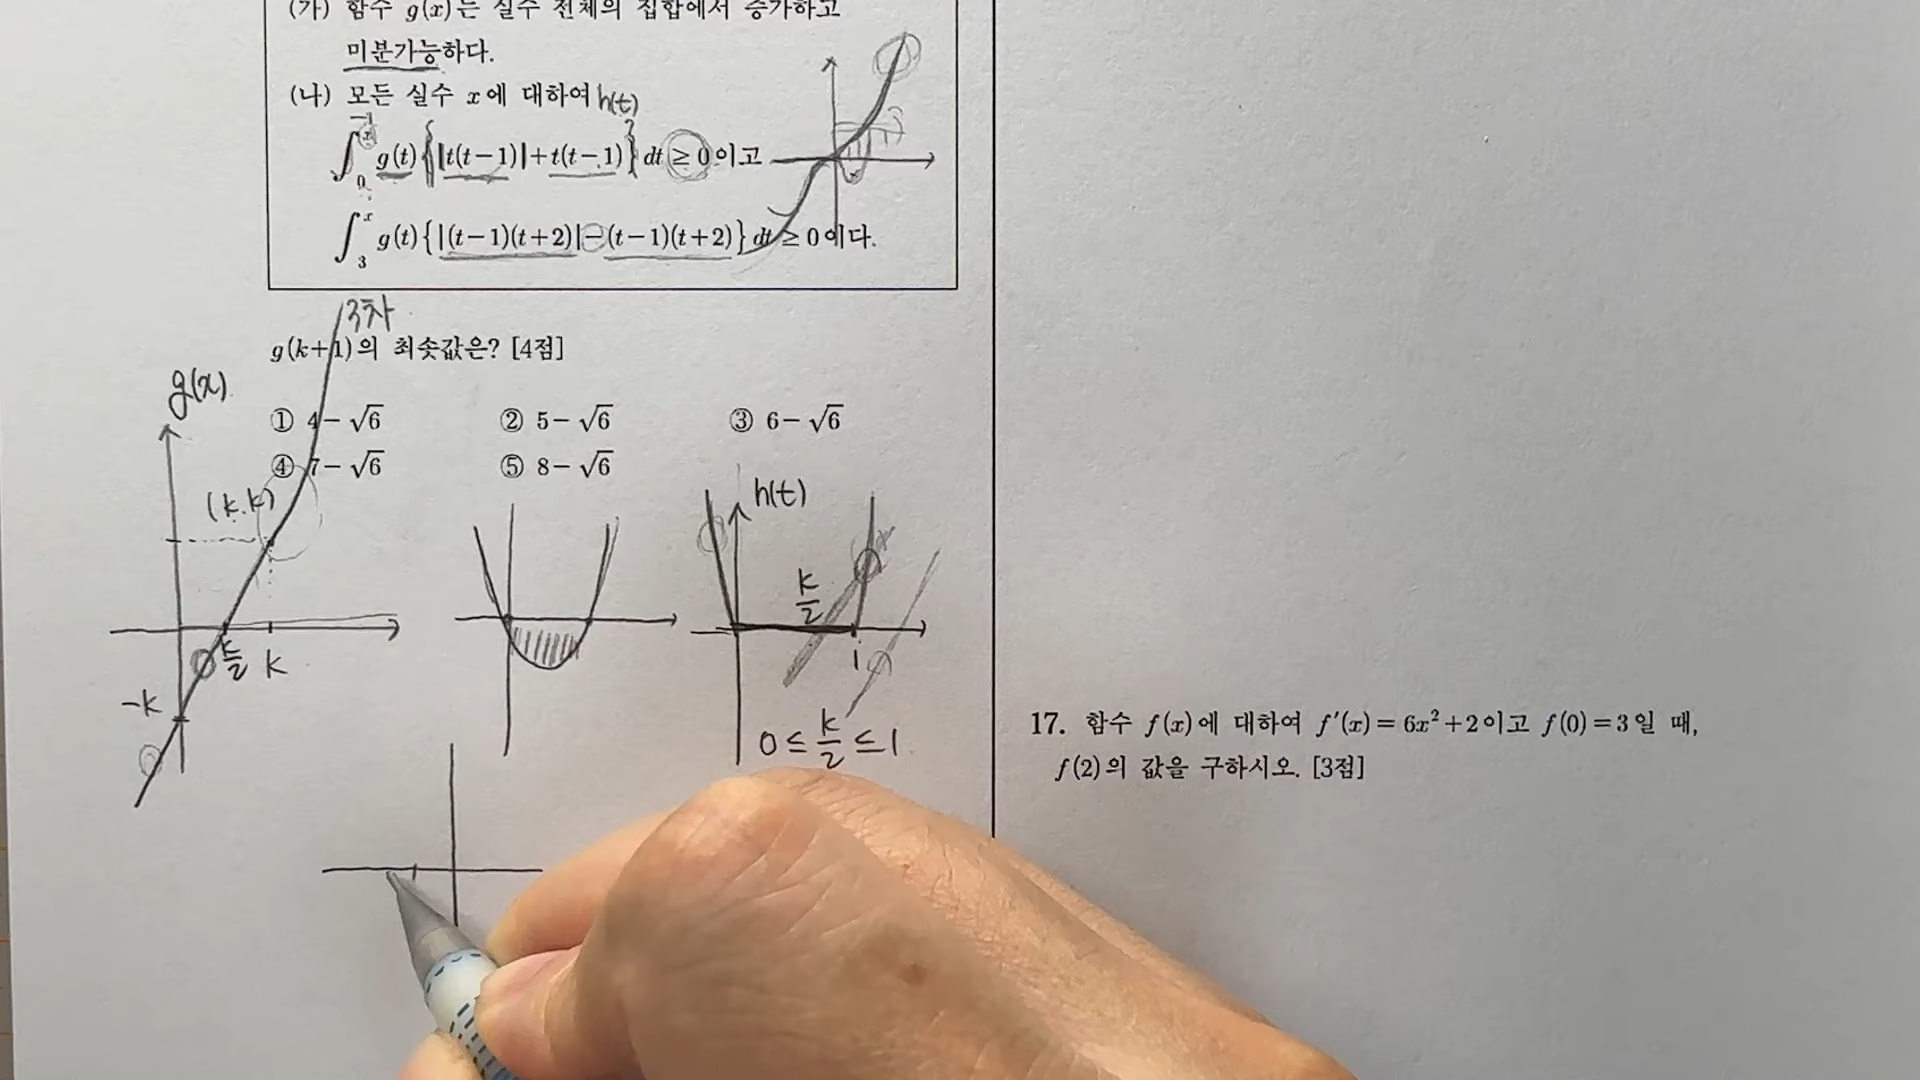 (가) 함수 g(x)는 실수 전체의 집합에서 증가하고
미분가능하다.
(나) 모든 실수 x에 대하여 h(t)
-1
∫₀ˣ g(t){|t(t-1)|+t(t-1)}dt ≥ 0이고
∫₃ˣ g(t){|(t-1)(t+2)|-(t-1)(t+2)}dt ≥ 0이다.
3차
g(k+1)의 최솟값은? [4점]
g(x)
① 4-√6 ② 5-√6 ③ 6-√6
④ 7-√6 ⑤ 8-√6
(k.k)
h(t)
k/2
k/2 k
1
-k
0 ≤ k/2 ≤ 1
17. 함수 f(x)에 대하여 f'(x)=6x²+2이고 f(0)=3일 때,
f(2)의 값을 구하시오. [3점]